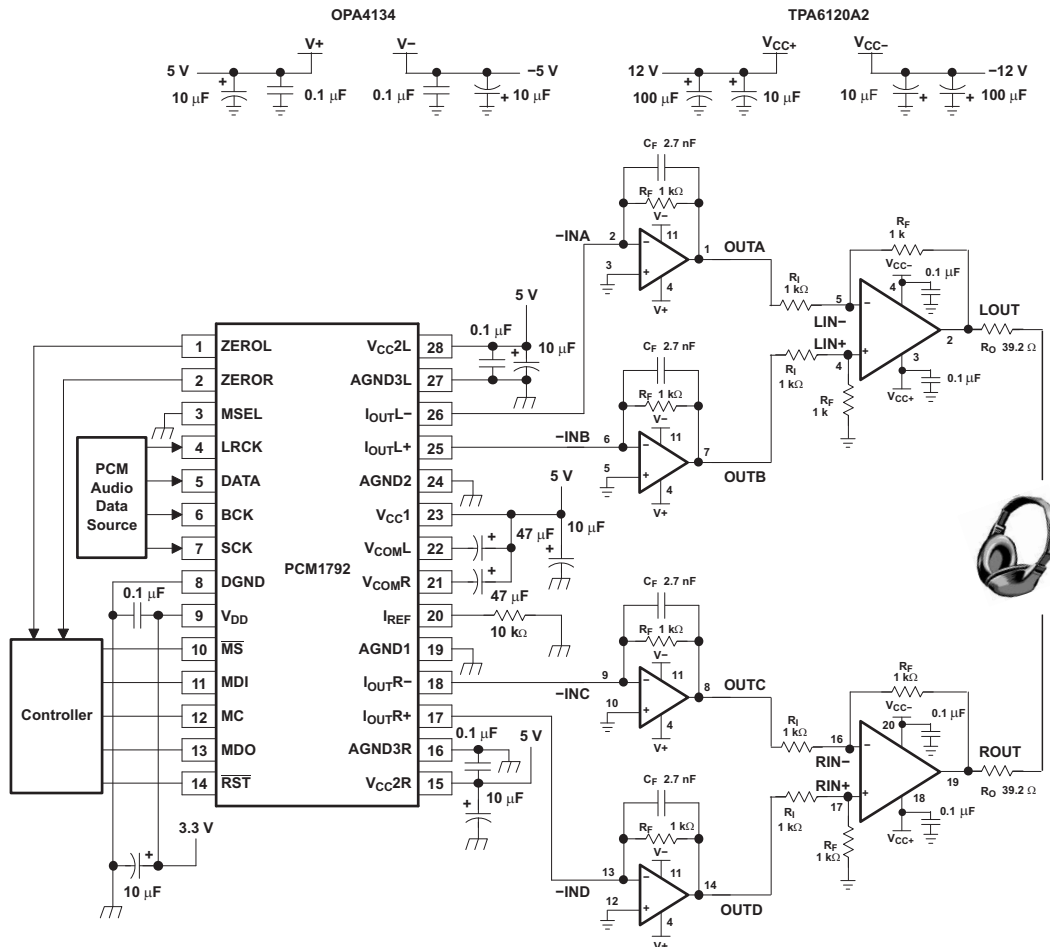 OPA4134
TPA6120A2
V+
V−
VCC+
VCC−
5 V
−5 V
12 V
−12 V
10 μF
0.1 μF
0.1 μF
10 μF
100 μF
10 μF
10 μF
100 μF
CF 2.7 nF
RF 1 kΩ
V−
−INA
2
11
1
OUTA
3
4
V+
RF
1 k
VCC−
0.1 μF
RI
1 kΩ
5
4
LIN−
LOUT
2
RO 39.2 Ω
LIN+
4
RI
1 kΩ
3
0.1 μF
VCC+
RF
1 k
CF 2.7 nF
RF 1 kΩ
V−
−INB
6
11
7
OUTB
5
4
V+
5 V
0.1 μF
10 μF
1 ZEROL
2 ZEROR
3 MSEL
4 LRCK
5 DATA
6 BCK
7 SCK
8 DGND
9 VDD
10 MS
11 MDI
12 MC
13 MDO
14 RST
PCM1792
VCC2L 28
AGND3L 27
IOUTL− 26
IOUTL+ 25
AGND2 24
VCC1 23
VCOML 22
VCOMR 21
IREF 20
AGND1 19
IOUTR− 18
IOUTR+ 17
AGND3R 16
VCC2R 15
PCM
Audio
Data
Source
Controller
0.1 μF
3.3 V
10 μF
5 V
47 μF
10 μF
47 μF
10 kΩ
0.1 μF
5 V
10 μF
CF 2.7 nF
RF 1 kΩ
V−
−INC
9
11
8
OUTC
10
4
V+
RF
1 kΩ
VCC−
0.1 μF
RI
1 kΩ
16
20
RIN−
ROUT
19
RO 39.2 Ω
RIN+
17
RI
1 kΩ
18
0.1 μF
VCC+
RF
1 kΩ
CF 2.7 nF
RF 1 kΩ
V−
−IND
13
11
14
OUTD
12
4
V+